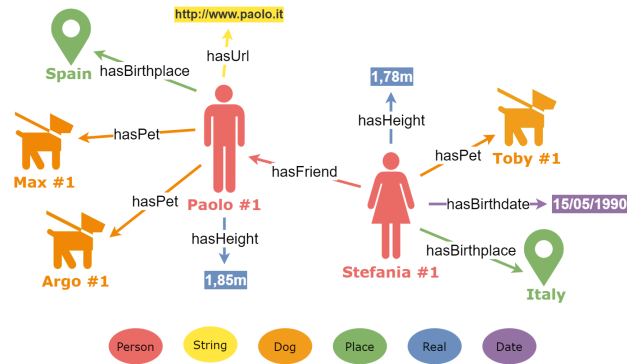 http://www.paolo.it
hasUrl
Spain
hasBirthplace
1,78m
hasHeight
hasPet
Max #1
hasPet
Toby #1
hasFriend
hasPet
Paolo #1
hasBirthdate
15/05/1990
hasHeight
hasBirthplace
Argo #1
1,85m
Stefania #1
Italy
Person
String
Dog
Place
Real
Date